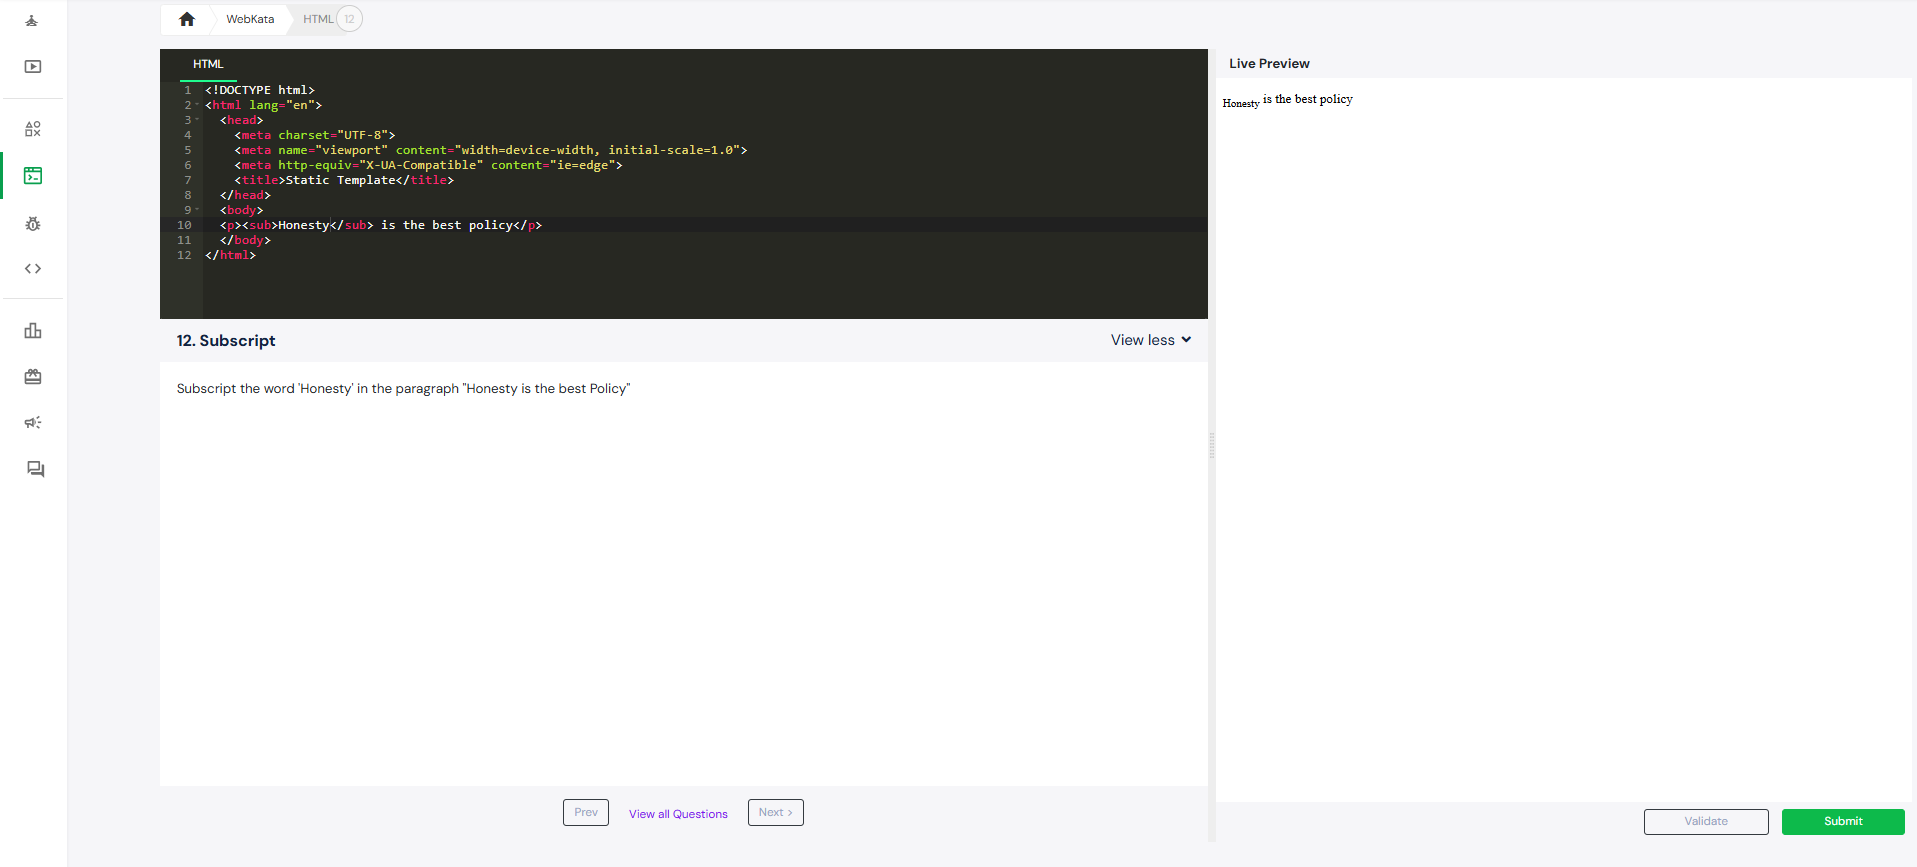 WebKata
HTML 12
HTML
1 <!DOCTYPE html>
2 <html lang="en">
3 <head>
4 <meta charset="UTF-8">
5 <meta name="viewport" content="width=device-width, initial-scale=1.0">
6 <meta http-equiv="X-UA-Compatible" content="ie=edge">
7 <title>Static Template</title>
8 </head>
9 <body>
10 <p><sub>Honesty</sub> is the best policy</p>
11 </body>
12 </html>
12. Subscript
View less
Subscript the word 'Honesty' in the paragraph "Honesty is the best Policy"
Prev
View all Questions
Next >
Live Preview
Honesty is the best policy
Validate
Submit